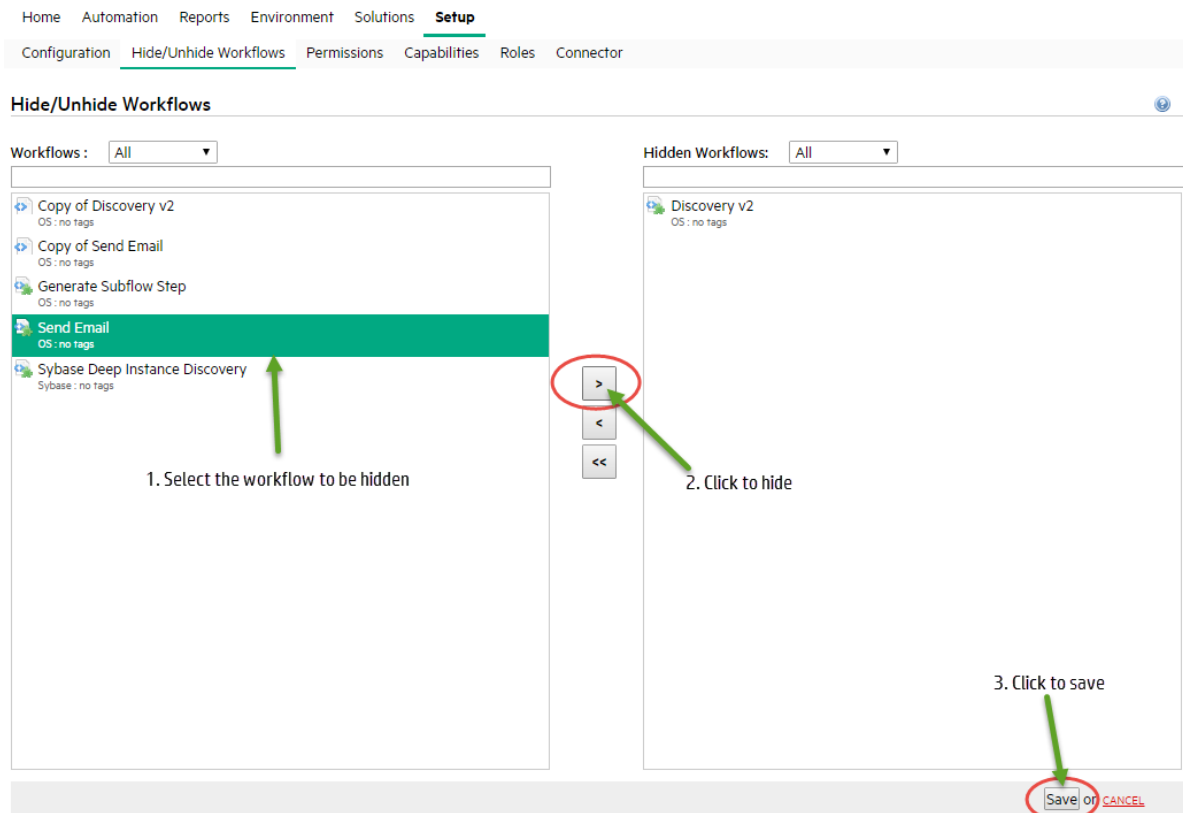 Home Automation Reports Environment Solutions Setup
Configuration Hide/Unhide Workflows Permissions Capabilities Roles Connector
Hide/Unhide Workflows
Workflows : All
Hidden Workflows: All
Copy of Discovery v2
OS : no tags
Copy of Send Email
OS : no tags
Generate Subflow Step
OS : no tags
Send Email
OS : no tags
Sybase Deep Instance Discovery
Sybase : no tags
Discovery v2
OS : no tags
>
<
<<
1. Select the workflow to be hidden
2. Click to hide
3. Click to save
Save or CANCEL